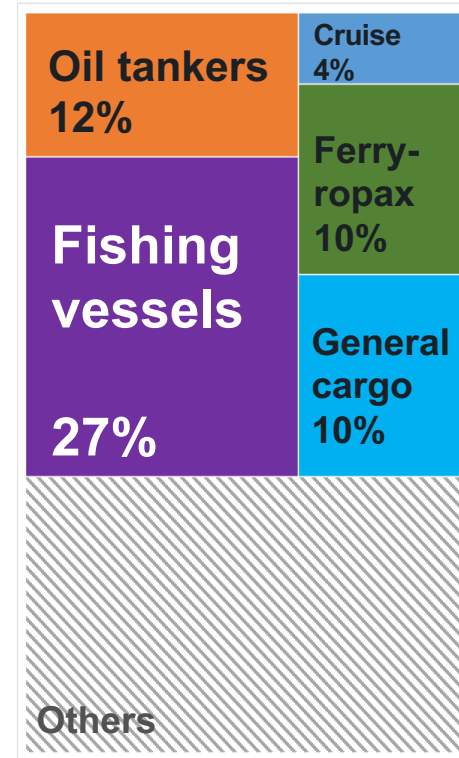 Oil tankers
12%
Cruise
4%
Ferry-
ropax
10%
Fishing
vessels
27%
General
cargo
10%
Others